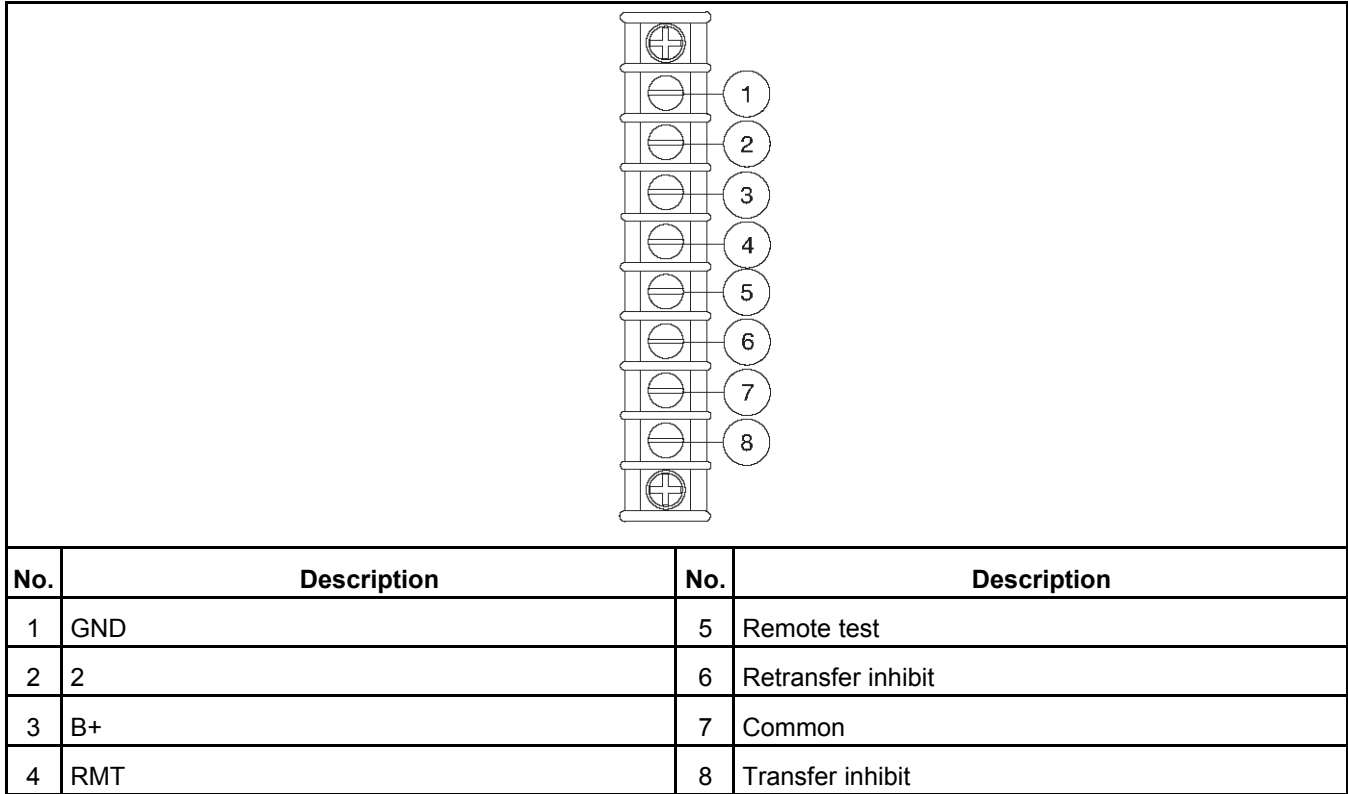 1
2
3
4
5
6
7
8
No. Description No. Description
1 GND 5 Remote test
2 2 6 Retransfer inhibit
3 B+ 7 Common
4 RMT 8 Transfer inhibit